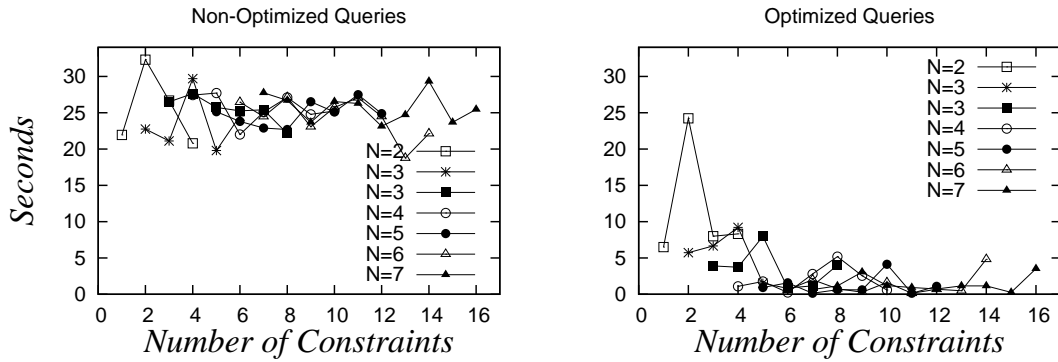 Non-Optimized Queries
Seconds
30
25
20
15
10
5
0
N=2
N=3
N=3
N=4
N=5
N=6
N=7
0 2 4 6 8 10 12 14 16
Number of Constraints
Optimized Queries
30
25
20
15
10
5
0
N=2
N=3
N=3
N=4
N=5
N=6
N=7
0 2 4 6 8 10 12 14 16
Number of Constraints